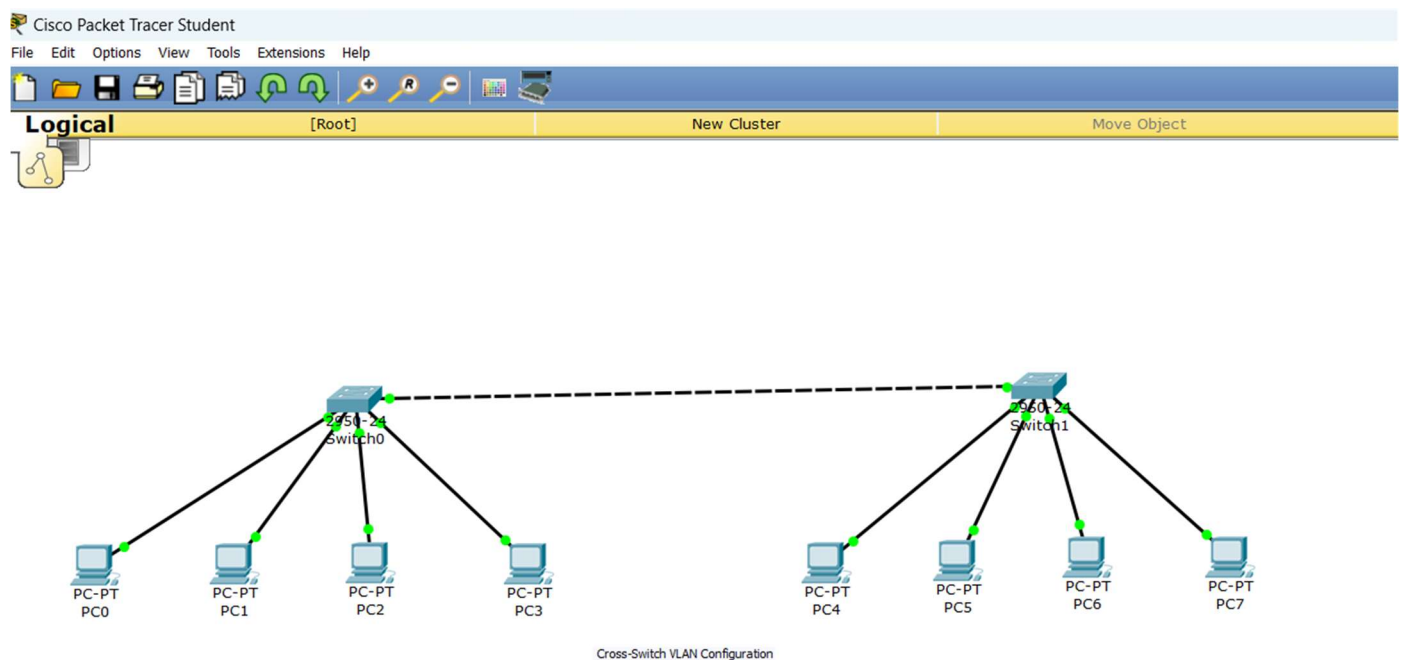 Cisco Packet Tracer Student
File Edit Options View Tools Extensions Help
Logical [Root] New Cluster Move Object
2950-24 2950-24
Switch0 Switch1
PC-PT PC-PT PC-PT PC-PT PC-PT PC-PT PC-PT PC-PT
PC0 PC1 PC2 PC3 PC4 PC5 PC6 PC7
Cross-Switch VLAN Configuration